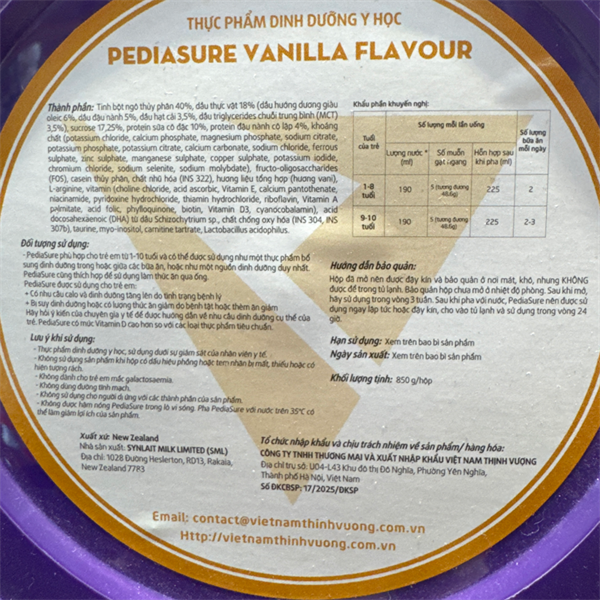 THỰC PHẨM DINH DƯỠNG Y HỌC
PEDIASURE VANILLA FLAVOUR
Thành phần: Tinh bột ngô thủy phân 40%, dầu thực vật 18% (dầu hướng dương giàu
oleic 6%, dầu đậu nành 5%, dầu hạt cải 3,5%, dầu triglycerides chuỗi trung bình (MCT)
3,5%), sucrose 17,25%, protein sữa cô đặc 10%, protein đậu nành cô lập 4%, khoáng
chất (potassium chloride, calcium phosphate, magnesium phosphate, sodium citrate,
potassium phosphate, potassium citrate, calcium carbonate, sodium chloride, ferrous
sulphate, zinc sulphate, manganese sulphate, copper sulphate, potassium iodide,
chromium chloride, sodium selenite, sodium molybdate), fructo-oligosaccharides
(FOS), casein thủy phân, chất nhũ hóa (INS 322), hương liệu tổng hợp (hương vani),
L-arginine, vitamin (choline chloride, acid ascorbic, Vitamin E, calcium pantothenate,
niacinamide, pyridoxine hydrochloride, thiamin hydrochloride, riboflavin, Vitamin A
palmitate, acid folic, phylloquinone, biotin, Vitamin D3, cyanocobalamin), acid
docosahexaenoic (DHA) từ dầu Schizochytrium sp., chất chống oxy hóa (INS 304, INS
307b), taurine, myo-inositol, carnitine tartrate, Lactobacillus acidophilus.
Đối tượng sử dụng:
- PediaSure phù hợp cho trẻ em từ 1-10 tuổi và có thể được sử dụng như một thực phẩm bổ
sung dinh dưỡng trong hoặc giữa các bữa ăn, hoặc như một nguồn dinh dưỡng duy nhất.
PediaSure cũng thích hợp để sử dụng làm thức ăn qua ống.
PediaSure được sử dụng cho trẻ em:
+ Có nhu cầu calo và dinh dưỡng tăng lên do tình trạng bệnh lý
+ Bị suy dinh dưỡng hoặc có lượng thức ăn giảm do bệnh tật hoặc thèm ăn giảm
Hãy hỏi ý kiến của chuyên gia y tế để được hướng dẫn về nhu cầu dinh dưỡng cụ thể của
trẻ. PediaSure có mức Vitamin D cao hơn so với các loại thực phẩm tiêu chuẩn.
Lưu ý khi sử dụng:
- Thực phẩm dinh dưỡng y học, sử dụng dưới sự giám sát của nhân viên y tế.
- Không sử dụng sản phẩm khi hộp có dấu hiệu phồng hoặc tem nhãn bị mất, thiếu hoặc có
hiện tượng rách.
- Không dành cho trẻ em mắc galactosaemia.
- Không dùng đường tĩnh mạch.
- Không sử dụng cho người dị ứng với các thành phần của sản phẩm.
- Không được hâm nóng PediaSure trong lò vi sóng. Pha PediaSure với nước trên 35°C có
thể làm giảm lợi ích của sản phẩm.
Xuất xứ: New Zealand
Nhà sản xuất: SYNLAIT MILK LIMITED (SML)
Địa chỉ: 1028 Đường Heslerton, RD13, Rakaia,
New Zealand 7783
Khẩu phần khuyến nghị:
Tuổi của trẻ | Số lượng mỗi lần uống | Số lượng bữa ăn mỗi ngày
Lượng nước * (ml) | Số muỗng gạt ngang | Hỗn hợp sau khi pha (ml)
1-8 tuổi | 190 | 5 (tương đương 48,6g) | 225 | 2
9-10 tuổi | 190 | 5 (tương đương 48,6g) | 225 | 2-3
Hướng dẫn bảo quản:
Hộp đã mở nên được đậy kín và bảo quản ở nơi mát, khô, nhưng KHÔNG
được để trong tủ lạnh. Bảo quản hộp chưa mở ở nhiệt độ phòng. Sau khi mở,
hãy sử dụng trong vòng 3 tuần. Sau khi pha với nước, PediaSure nên được sử
dụng ngay lập tức hoặc đậy kín, cho vào tủ lạnh và sử dụng trong vòng 24
giờ.
Hạn sử dụng: Xem trên bao bì sản phẩm
Ngày sản xuất: Xem trên bao bì sản phẩm
Khối lượng tịnh: 850 g/hộp
Tổ chức nhập khẩu và chịu trách nhiệm về sản phẩm/ hàng hóa:
CÔNG TY TNHH THƯƠNG MẠI VÀ XUẤT NHẬP KHẨU VIỆT NAM THỊNH VƯỢNG
Địa chỉ trụ sở: U04-L43 Khu đô thị Đô Nghĩa, Phường Yên Nghĩa,
Thành phố Hà Nội, Việt Nam
Số ĐKCBSP: 17/2025/ĐKSP
Email: contact@vietnamthinhvuong.com.vn
Http://vietnamthinhvuong.com.vn